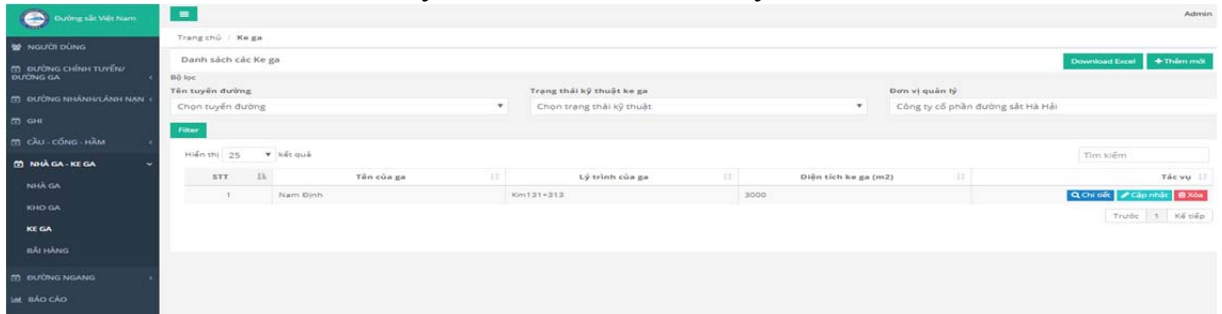 Đường sắt Việt Nam
Admin
NGƯỜI DÙNG
ĐƯỜNG CHÍNH TUYẾN/
ĐƯỜNG GA
ĐƯỜNG NHÁNH/LÁNH NẠN
GHI
CẦU - CỐNG - HẦM
NHÀ GA - KE GA
NHÀ GA
KHO GA
KE GA
BÃI HÀNG
ĐƯỜNG NGANG
BÁO CÁO
Trang chủ / Ke ga
Danh sách các Ke ga
Download Excel
+ Thêm mới
Bộ lọc
Tên tuyến đường
Trạng thái kỹ thuật ke ga
Đơn vị quản lý
Chọn tuyến đường
Chọn trạng thái kỹ thuật
Công ty cổ phần đường sắt Hà Hải
Filter
Hiển thị 25 kết quả
Tìm kiếm
STT Tên của ga Lý trình của ga Diện tích ke ga (m2) Tác vụ
1 Nam Định Km131+313 3000 Chi tiết Cập nhật Xóa
Trước 1 Kế tiếp